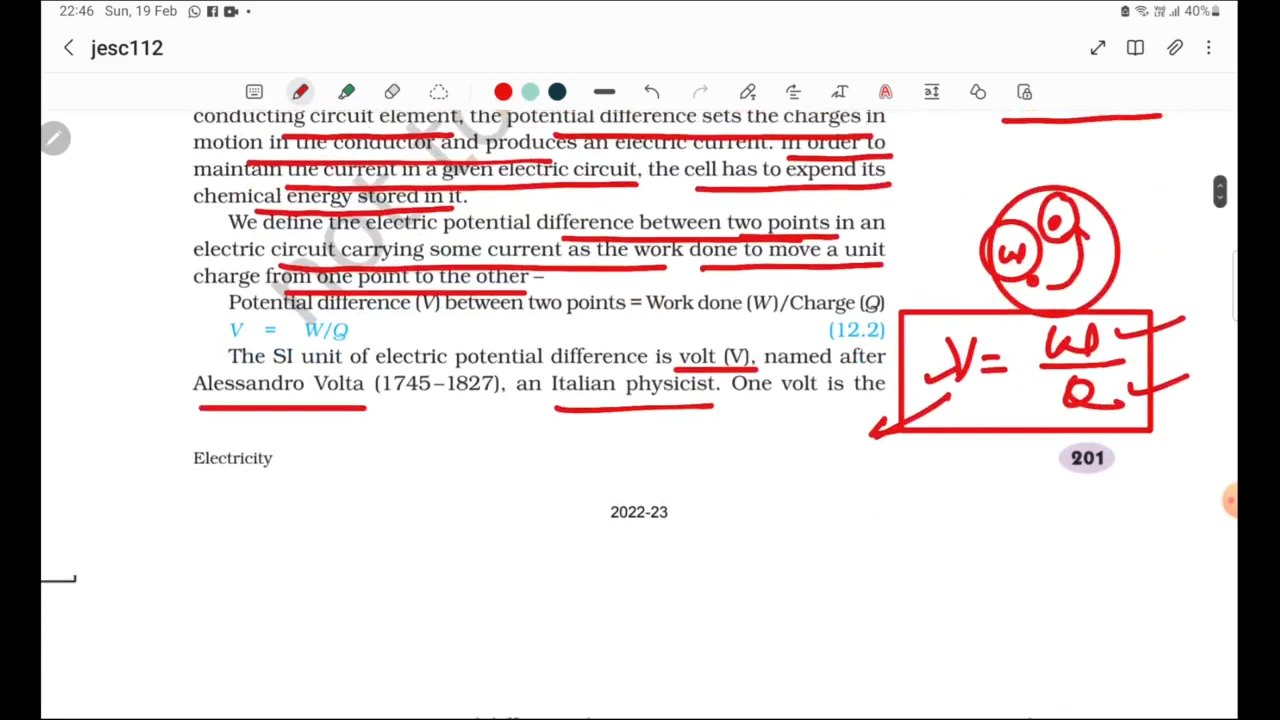 22:46 Sun, 19 Feb
40%
jesc112
conducting circuit element, the potential difference sets the charges in
motion in the conductor and produces an electric current. In order to
maintain the current in a given electric circuit, the cell has to expend its
chemical energy stored in it.
We define the electric potential difference between two points in an
electric circuit carrying some current as the work done to move a unit
charge from one point to the other –
Potential difference (V) between two points = Work done (W)/Charge (Q)
V = W/Q (12.2)
The SI unit of electric potential difference is volt (V), named after
Alessandro Volta (1745–1827), an Italian physicist. One volt is the
W
V =
Q
Electricity
201
2022-23
not to